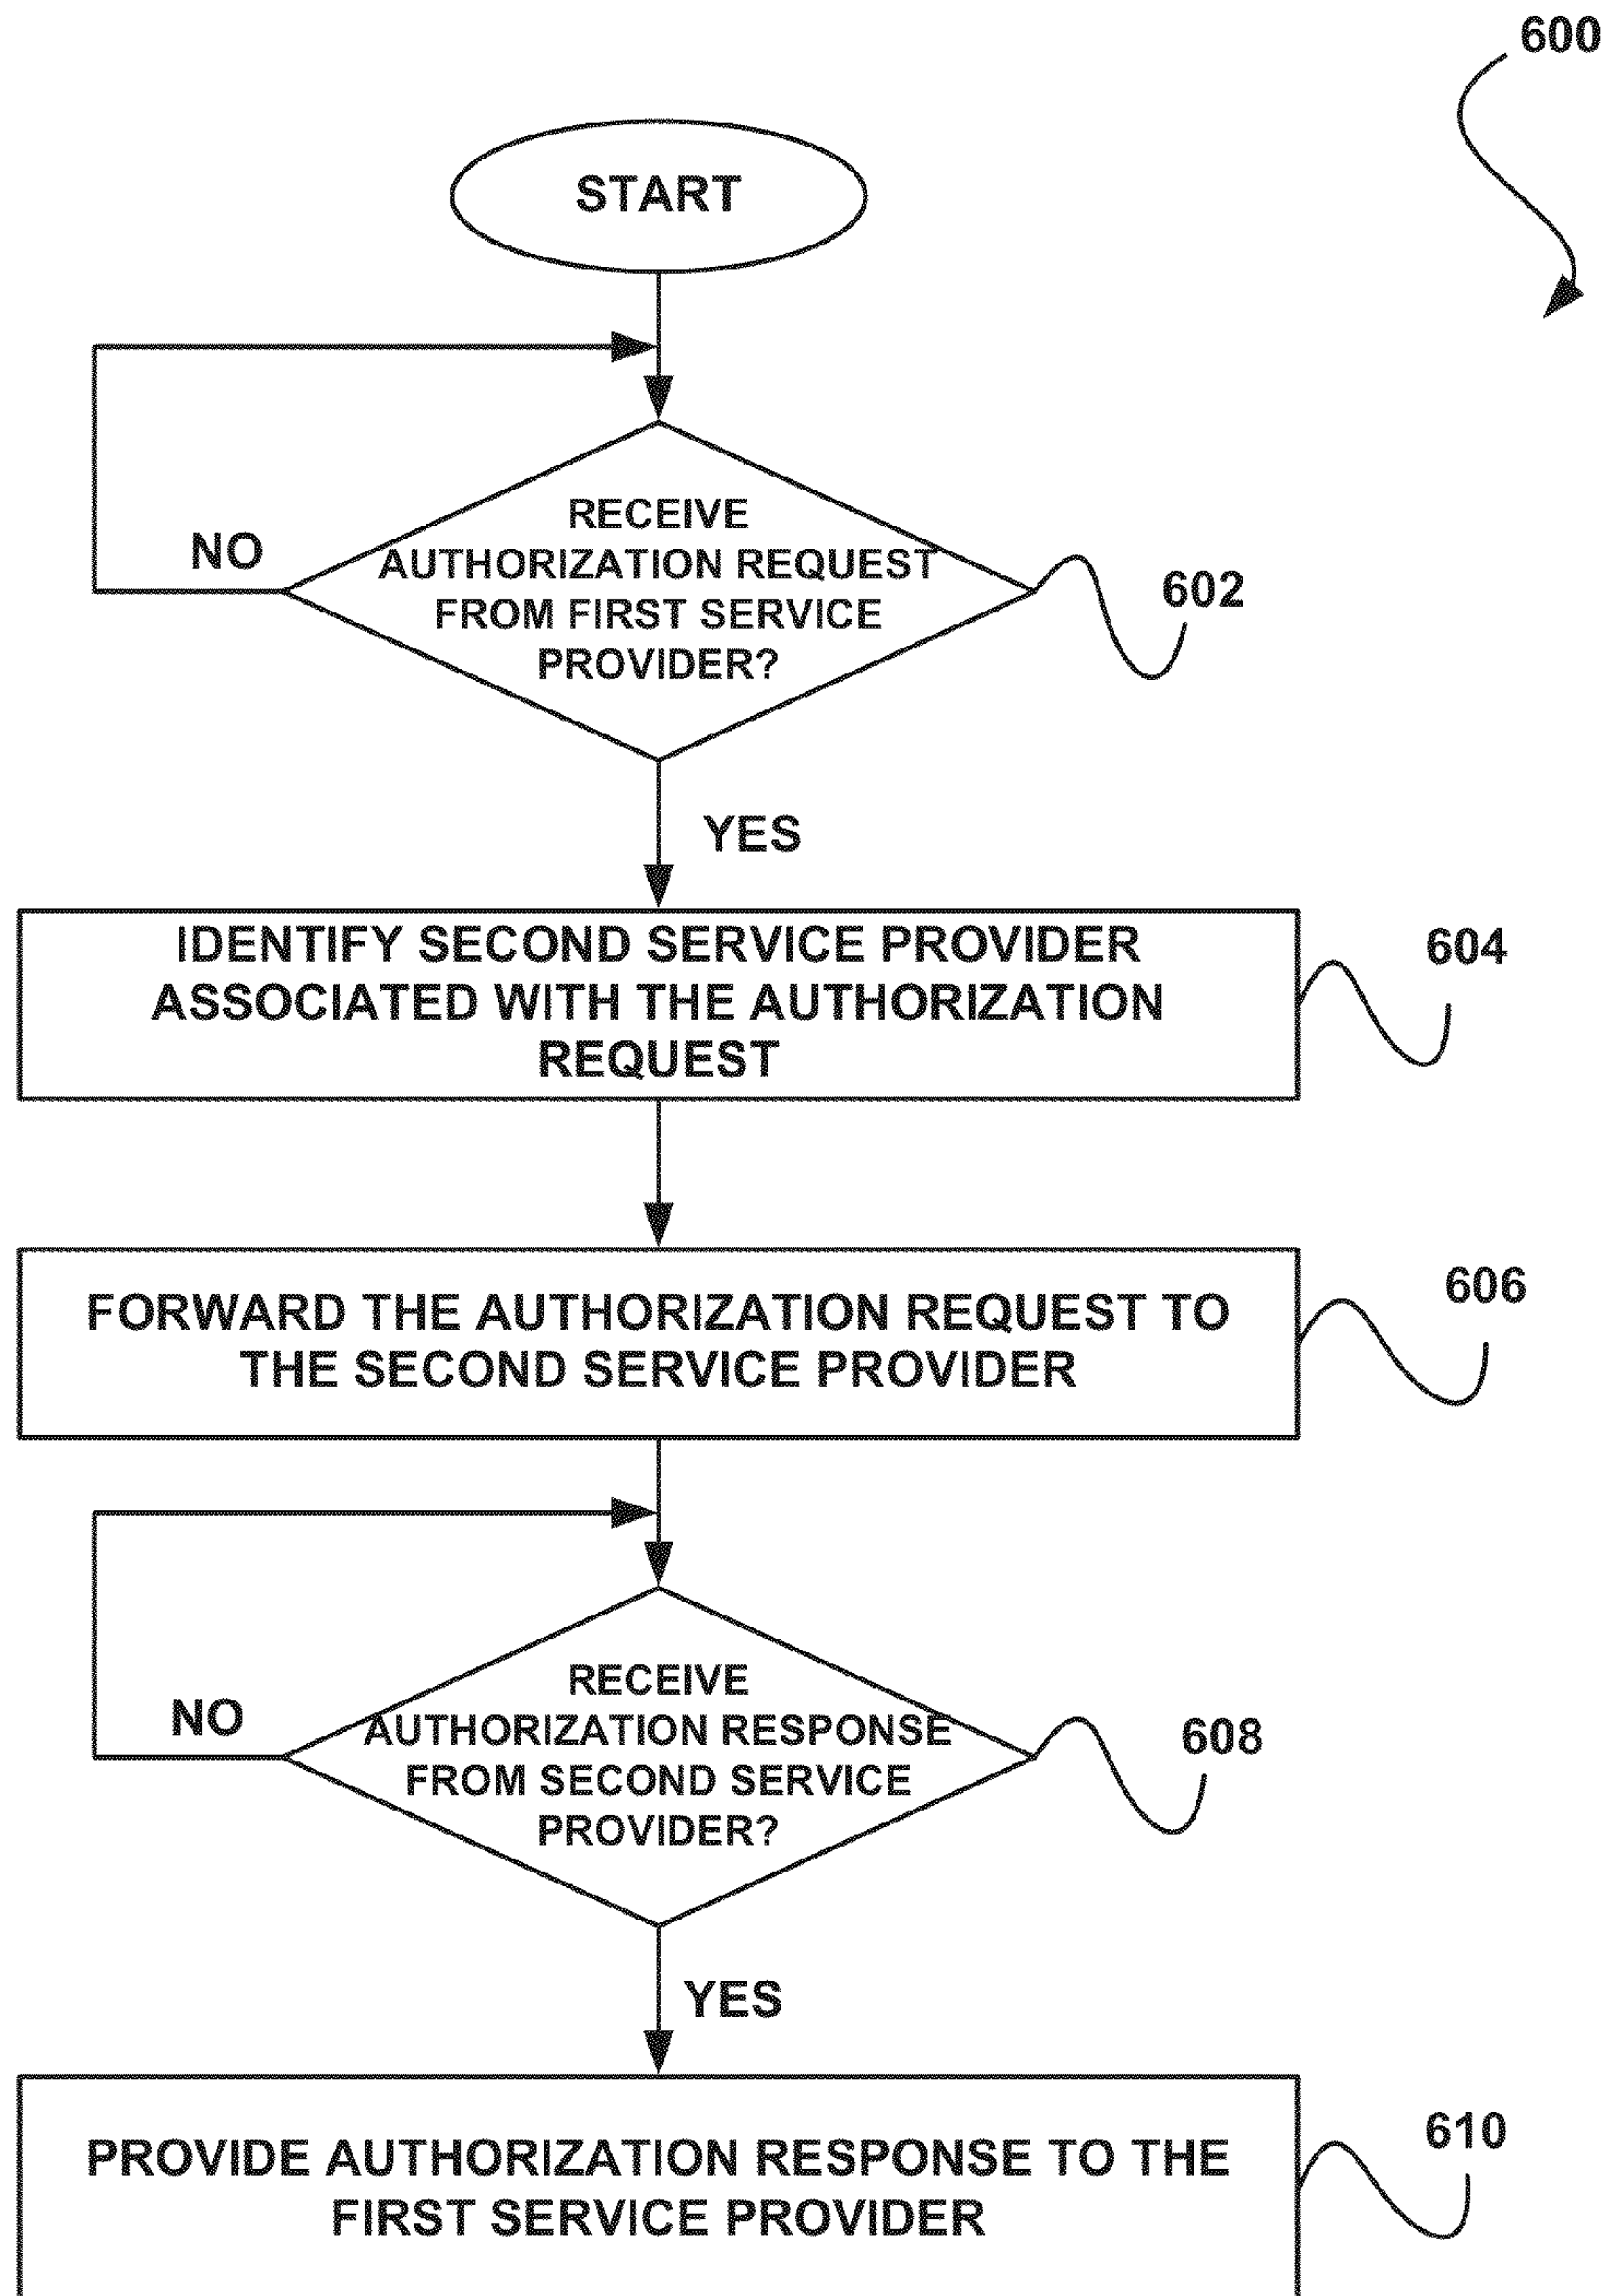 600
START
RECEIVE
AUTHORIZATION REQUEST
FROM FIRST SERVICE
PROVIDER?
NO
602
YES
IDENTIFY SECOND SERVICE PROVIDER
ASSOCIATED WITH THE AUTHORIZATION
REQUEST
604
FORWARD THE AUTHORIZATION REQUEST TO
THE SECOND SERVICE PROVIDER
606
RECEIVE
AUTHORIZATION RESPONSE
FROM SECOND SERVICE
PROVIDER?
NO
608
YES
PROVIDE AUTHORIZATION RESPONSE TO THE
FIRST SERVICE PROVIDER
610